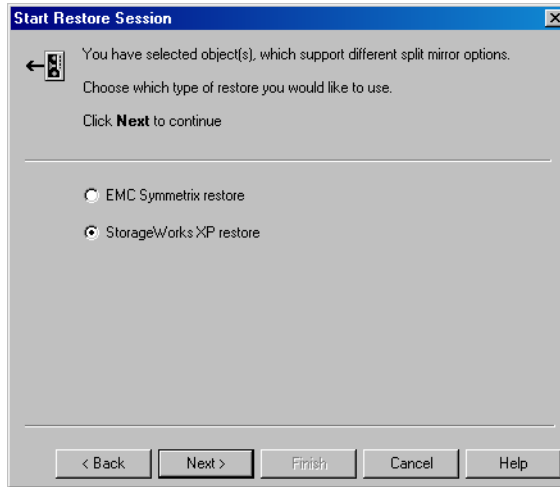 Start Restore Session
You have selected object(s), which support different split mirror options.
Choose which type of restore you would like to use.
Click Next to continue
EMC Symmetrix restore
StorageWorks XP restore
< Back
Next >
Finish
Cancel
Help